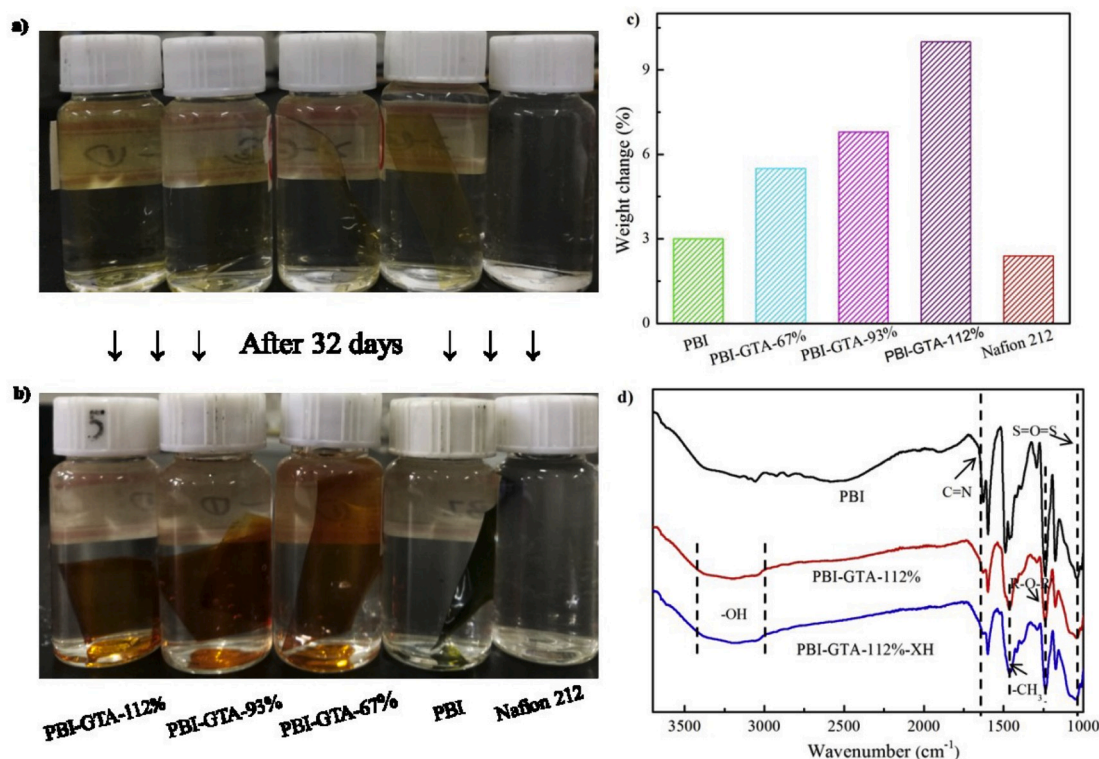 a)
↓ ↓ ↓ After 32 days ↓ ↓ ↓
b)
5
PBI-GTA-112%
PBI-GTA-93%
PBI-GTA-67%
PBI
Nafion 212
c)
Weight change (%)
9
6
3
0
PBI
PBI-GTA-67%
PBI-GTA-93%
PBI-GTA-112%
Nafion 212
d)
S=O=S
C=N
PBI
PBI-GTA-112%
R-O-R
-OH
PBI-GTA-112%-XH
-CH3
3500 3000 2500 2000 1500 1000
Wavenumber (cm⁻¹)